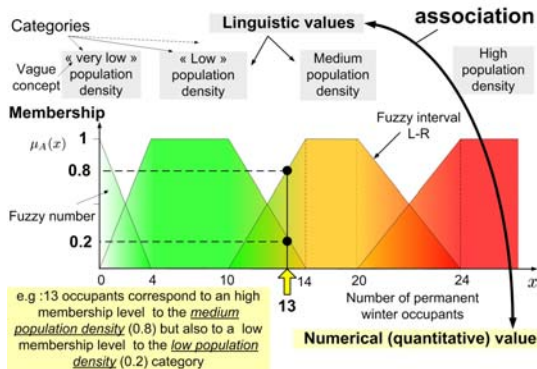 Categories
Linguistic values
association
Vague
concept
« very low »
population
density
« Low »
population
density
Medium
population
density
High
population
density
Membership
μA(x)
1
0.8
0.2
Fuzzy number
Fuzzy interval
L-R
0
4
10
14
20
24
x
13
Number of permanent
winter occupants
e.g :13 occupants correspond to an high
membership level to the medium
population density (0.8) but also to a low
membership level to the low population
density (0.2) category
Numerical (quantitative) value